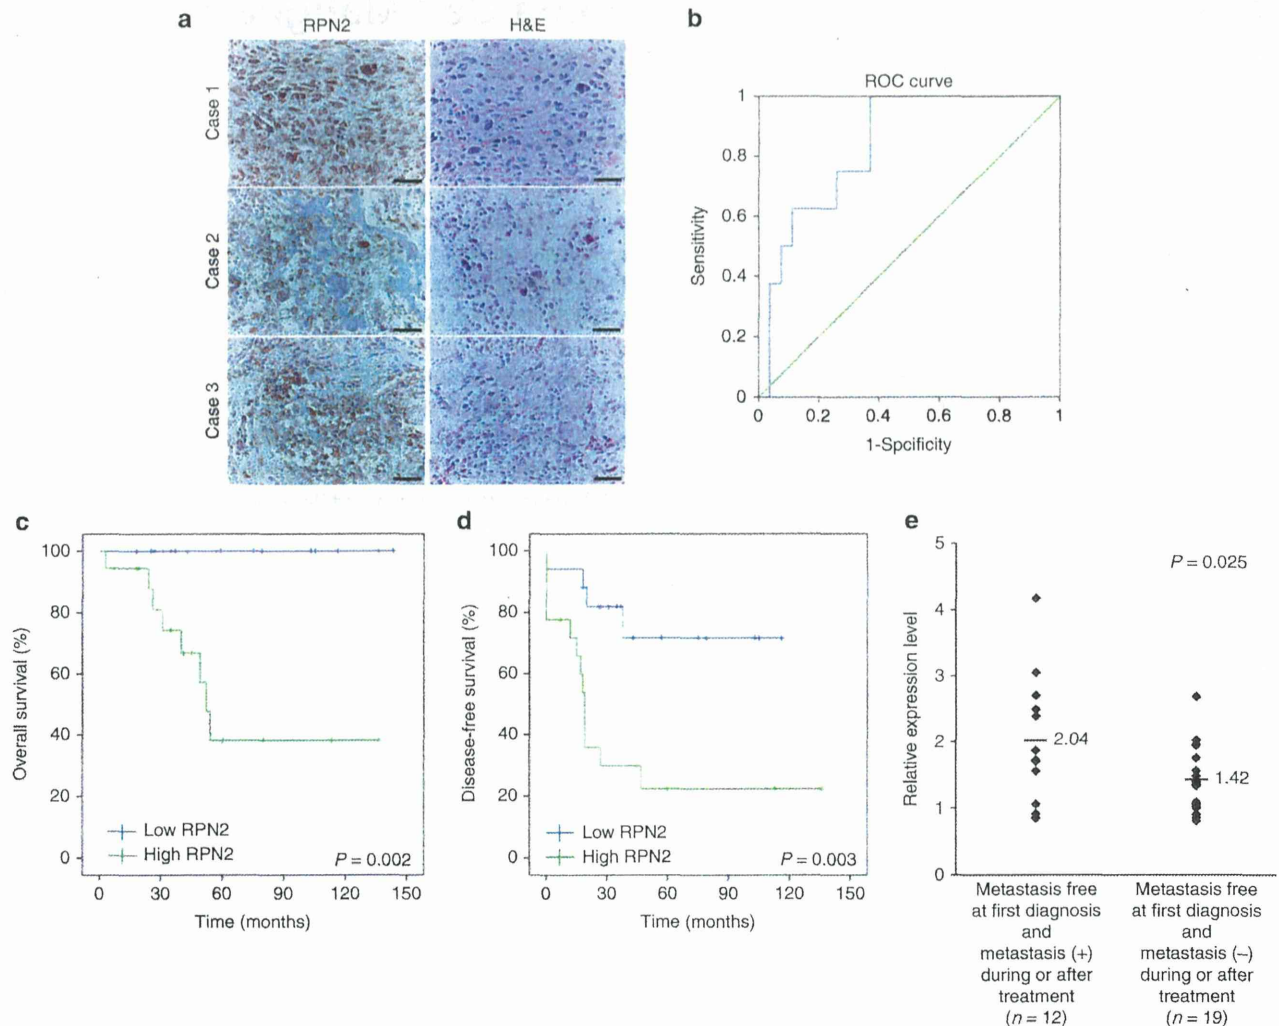 a
RPN2
H&E
Case 1
Case 2
Case 3
b
ROC curve
Sensitivity
1
0.8
0.6
0.4
0.2
0
0 0.2 0.4 0.6 0.8 1
1-Spcificity
c
Overall survival (%)
100
80
60
40
20
0
Low RPN2
High RPN2
P = 0.002
0 30 60 90 120 150
Time (months)
d
Disease-free survival (%)
100
80
60
40
20
0
Low RPN2
High RPN2
P = 0.003
0 30 60 90 120 150
Time (months)
e
Relative expression level
5
4
3
2
1
0
P = 0.025
2.04
1.42
Metastasis free
at first diagnosis
and
metastasis (+)
during or after
treatment
(n = 12)
Metastasis free
at first diagnosis
and
metastasis (–)
during or after
treatment
(n = 19)